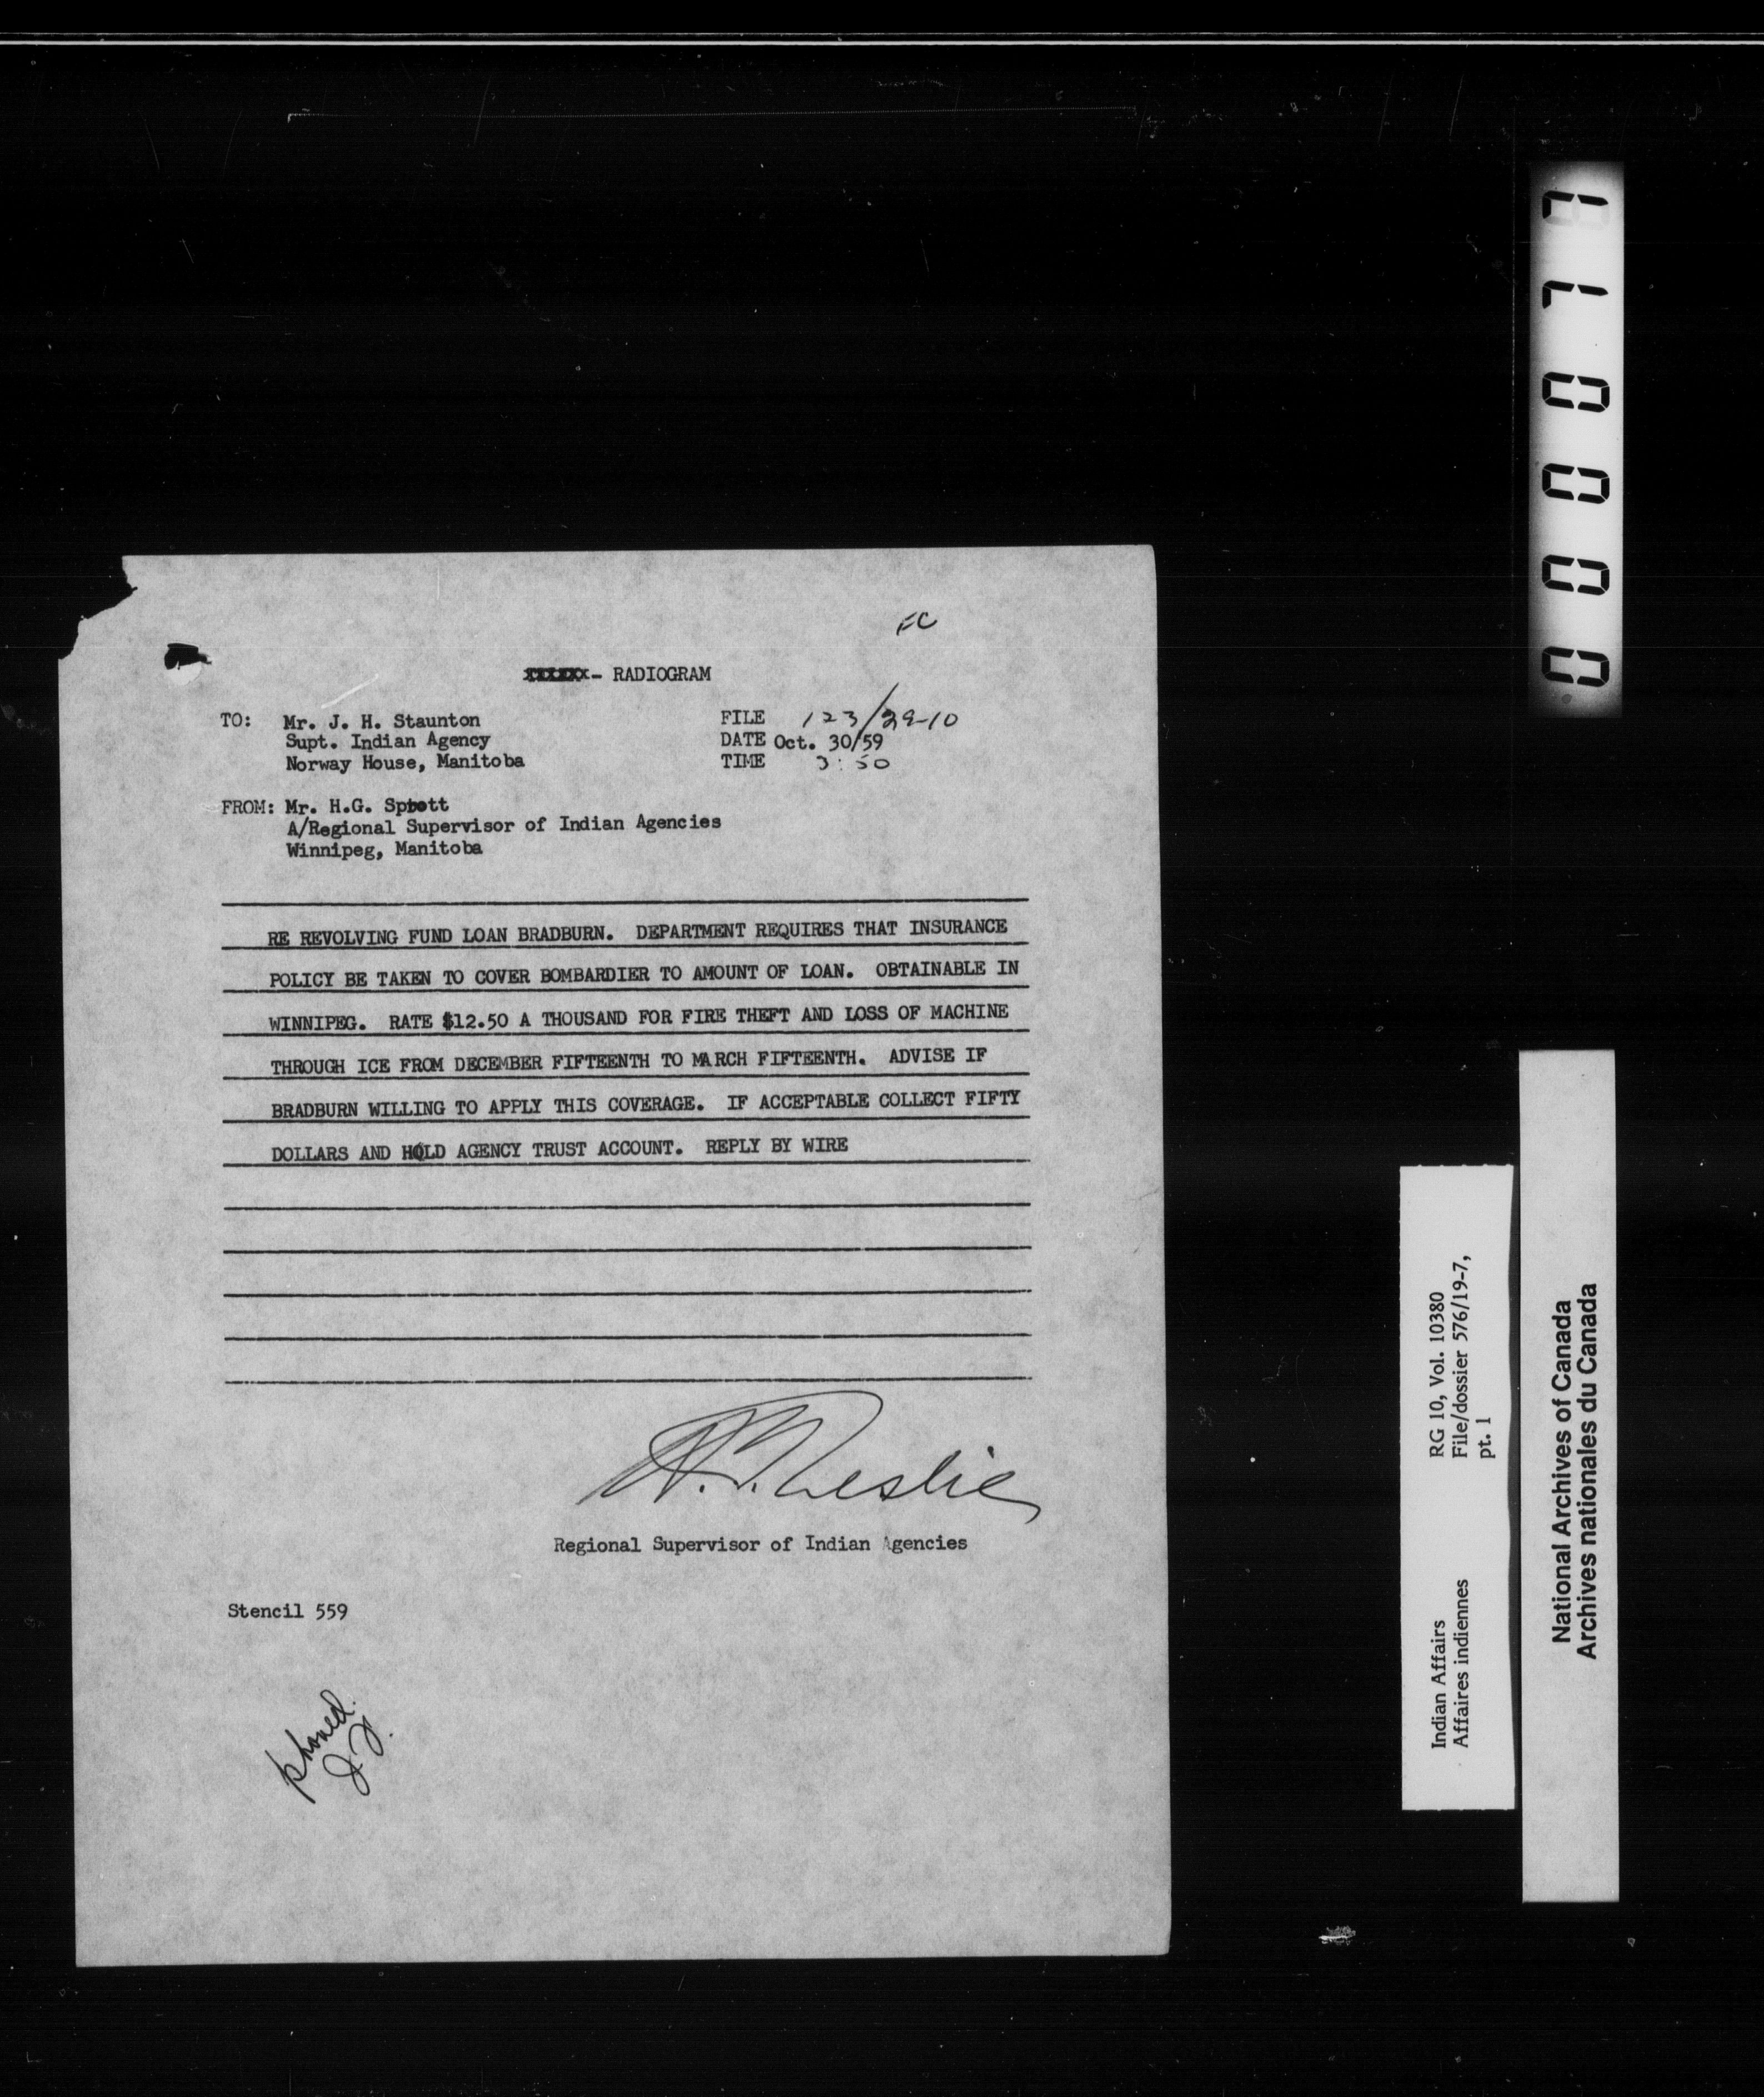 FC
- RADIOGRAM
TO: Mr. J. H. Staunton
Supt. Indian Agency
Norway House, Manitoba
FILE 123/29-10
DATE Oct. 30/59
TIME 3:50
FROM: Mr. H.G.
A/Regional Supervisor of Indian Agencies
Winnipeg, Manitoba
RE REVOLVING FUND LOAN BRADBURN. DEPARTMENT REQUIRES THAT INSURANCE
POLICY BE TAKEN TO COVER BOMBARDIER TO AMOUNT OF LOAN. OBTAINABLE IN
WINNIPEG. RATE $12.50 A THOUSAND FOR FIRE THEFT AND LOSS OF MACHINE
THROUGH ICE FROM DECEMBER FIFTEENTH TO MARCH FIFTEENTH. ADVISE IF
BRADBURN WILLING TO APPLY THIS COVERAGE. IF ACCEPTABLE COLLECT FIFTY
DOLLARS AND HOLD AGENCY TRUST ACCOUNT. REPLY BY WIRE
Leslie
Regional Supervisor of Indian Agencies
Stencil 559
phoned.
Indian Affairs RG 10, Vol. 10380
Affaires indiennes File/dossier 576/19-7,
pt. 1
National Archives of Canada
Archives nationales du Canada